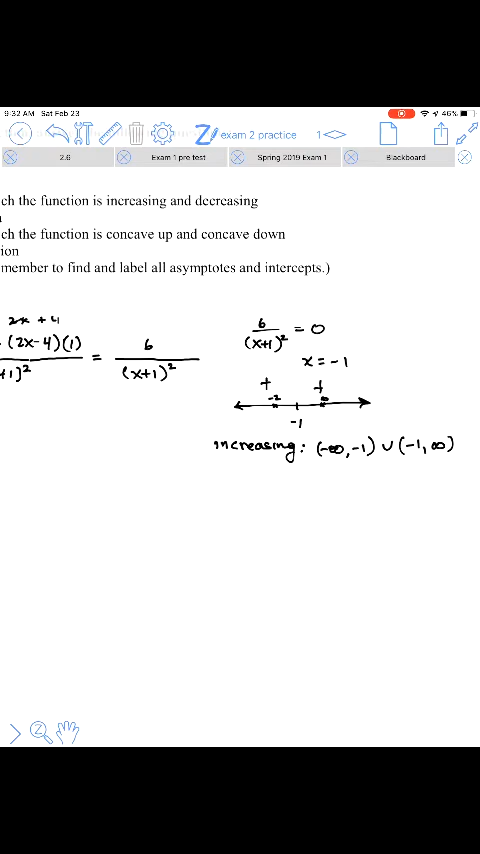 9:32 AM Sat Feb 23 46%
exam 2 practice 1
2.6 Exam 1 pre test Spring 2019 Exam 1 Blackboard
ch the function is increasing and decreasing
ch the function is concave up and concave down
ion
member to find and label all asymptotes and intercepts.)
2x + 4
- (2x-4)(1) = 6
+1)² (x+1)²
6 = 0
(x+1)²
x = -1
+ +
-2 0
-1
increasing: (-∞,-1) ∪ (-1,∞)